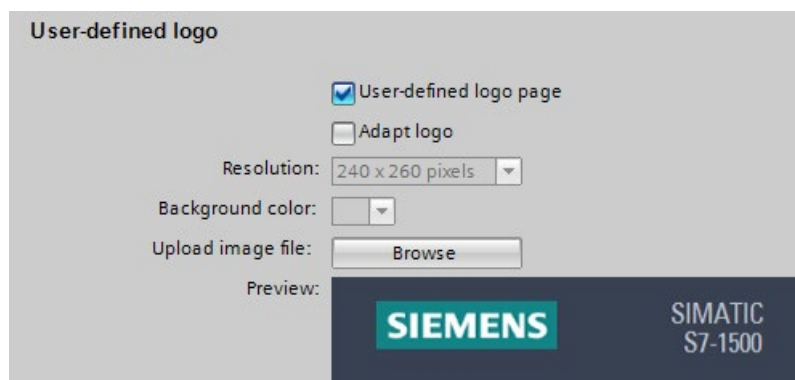 User-defined logo
User-defined logo page
Adapt logo
Resolution: 240 x 260 pixels
Background color:
Upload image file: Browse
Preview:
SIEMENS
SIMATIC
S7-1500